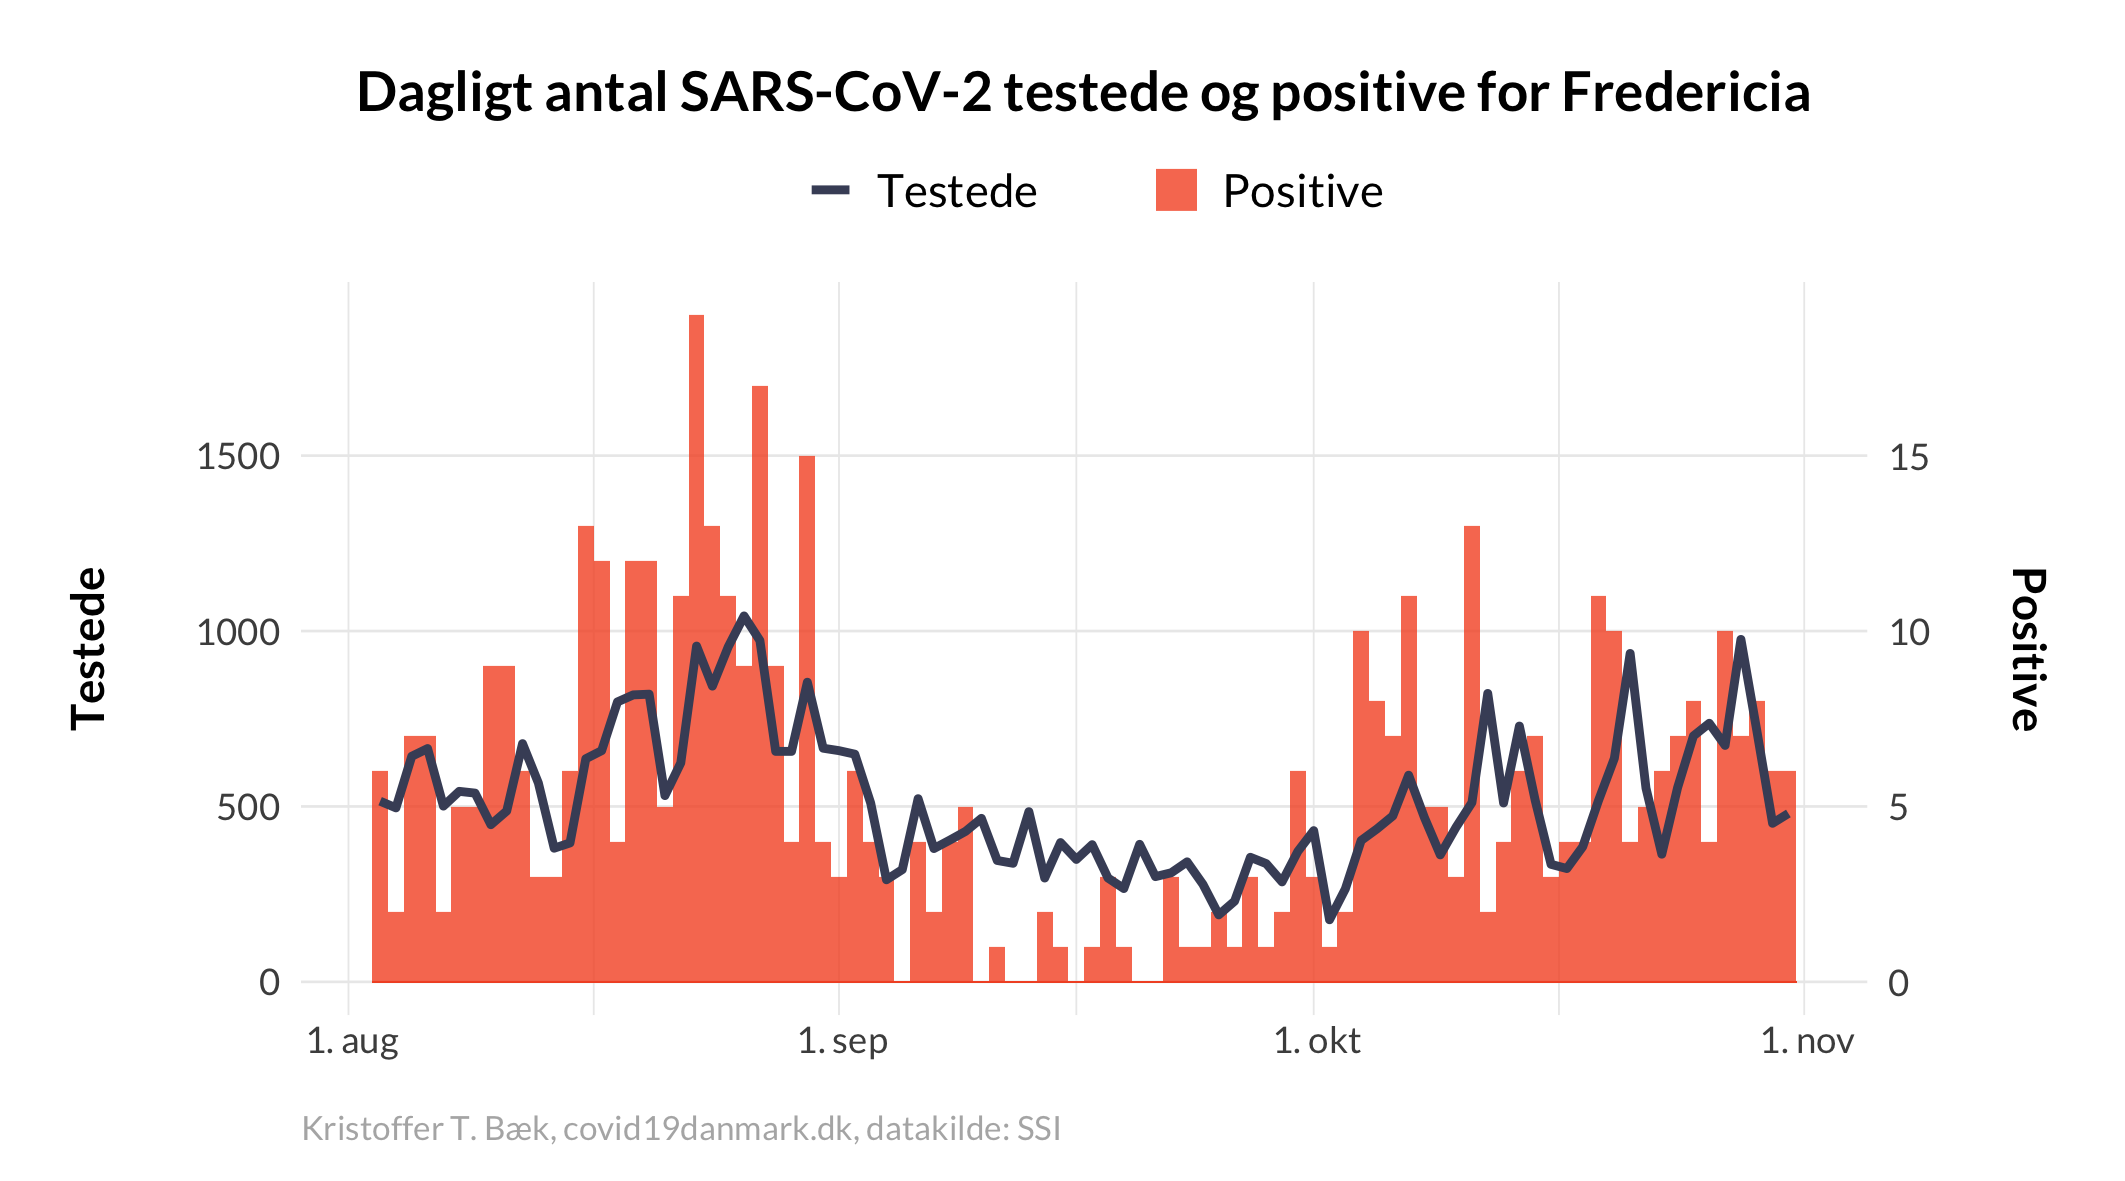 Dagligt antal SARS-CoV-2 testede og positive for Fredericia
Testede Positive
Testede
1500
1000
500
0
15
10
5
0
Positive
1. aug 1. sep 1. okt 1. nov
Kristoffer T. Bæk, covid19danmark.dk, datakilde: SSI